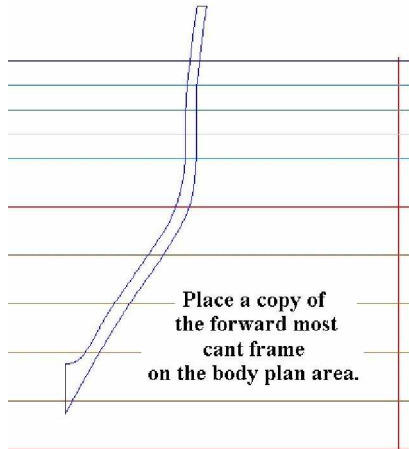 Place a copy of
the forward most
cant frame
on the body plan area.